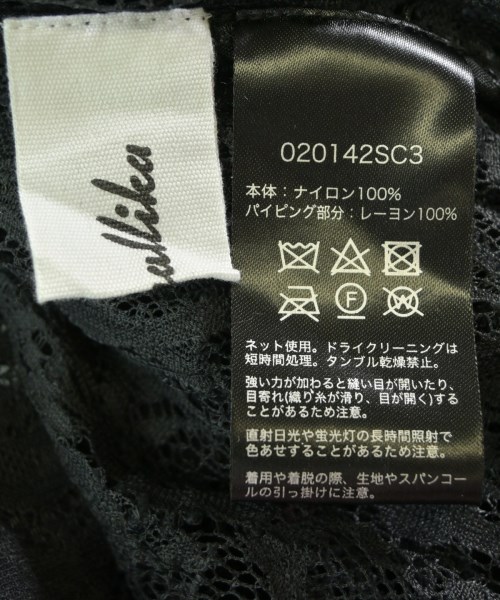 020142SC3
本体：ナイロン100%
パイピング部分：レーヨン100%
F
W
ネット使用。ドライクリーニングは
短時間処理。タンブル乾燥禁止。
強い力が加わると縫い目が開いたり、
目寄れ(織り糸が滑り、目が開く)する
ことがあるため注意。
直射日光や蛍光灯の長時間照射で
色あせすることがあるため注意。
着用や着脱の際、生地やスパンコー
ルの引っ掛けに注意。